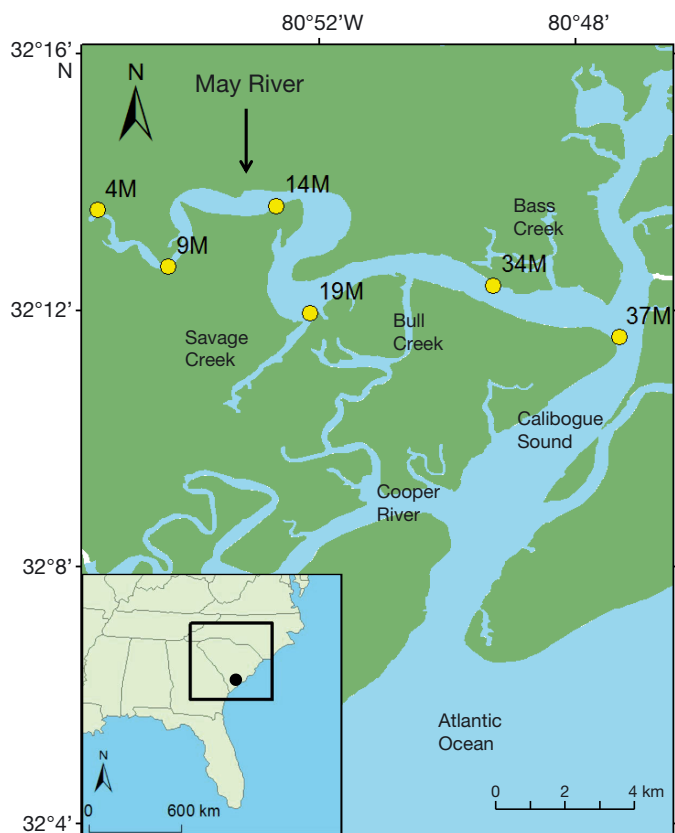 80°52'W
80°48'
32°16'
N
N
May River
4M
14M
Bass
Creek
9M
34M
32°12'
19M
37M
Savage
Creek
Bull
Creek
Calibogue
Sound
Cooper
River
32°8'
Atlantic
Ocean
N
0
2
4 km
0
600 km
32°4'